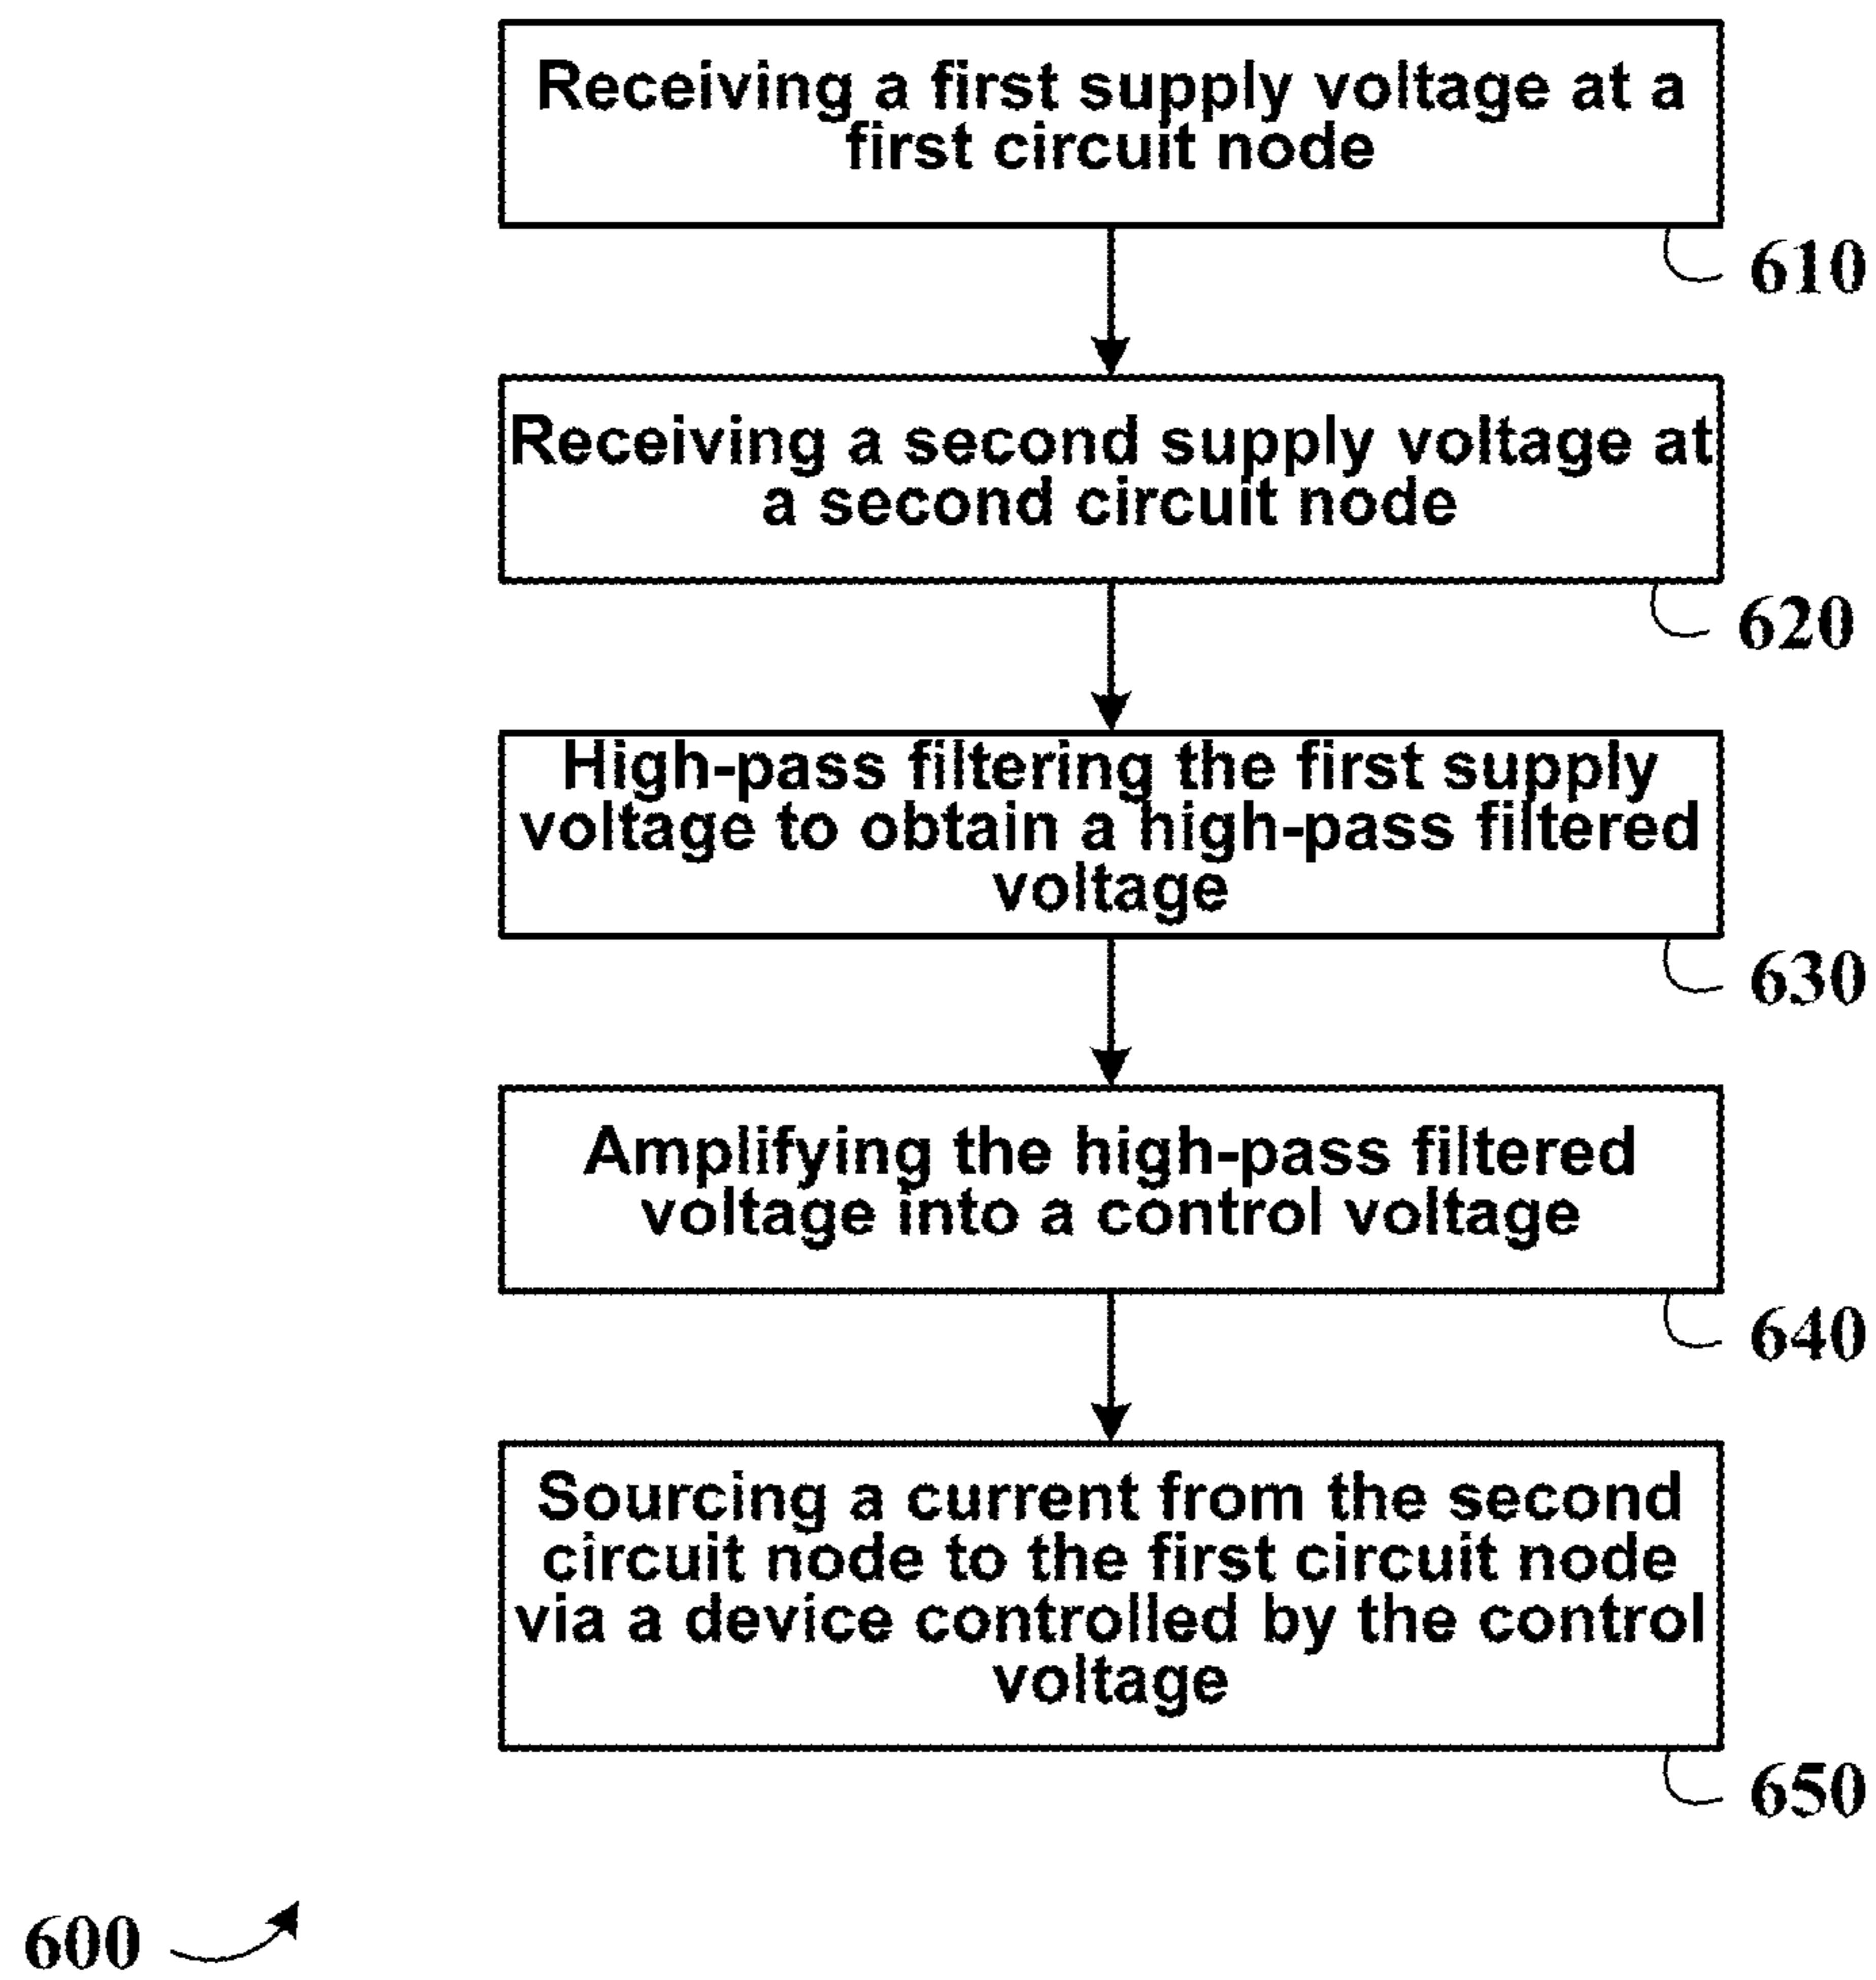 Receiving a first supply voltage at a
first circuit node
610
Receiving a second supply voltage at
a second circuit node
620
High-pass filtering the first supply
voltage to obtain a high-pass filtered
voltage
630
Amplifying the high-pass filtered
voltage into a control voltage
640
Sourcing a current from the second
circuit node to the first circuit node
via a device controlled by the control
voltage
650
600